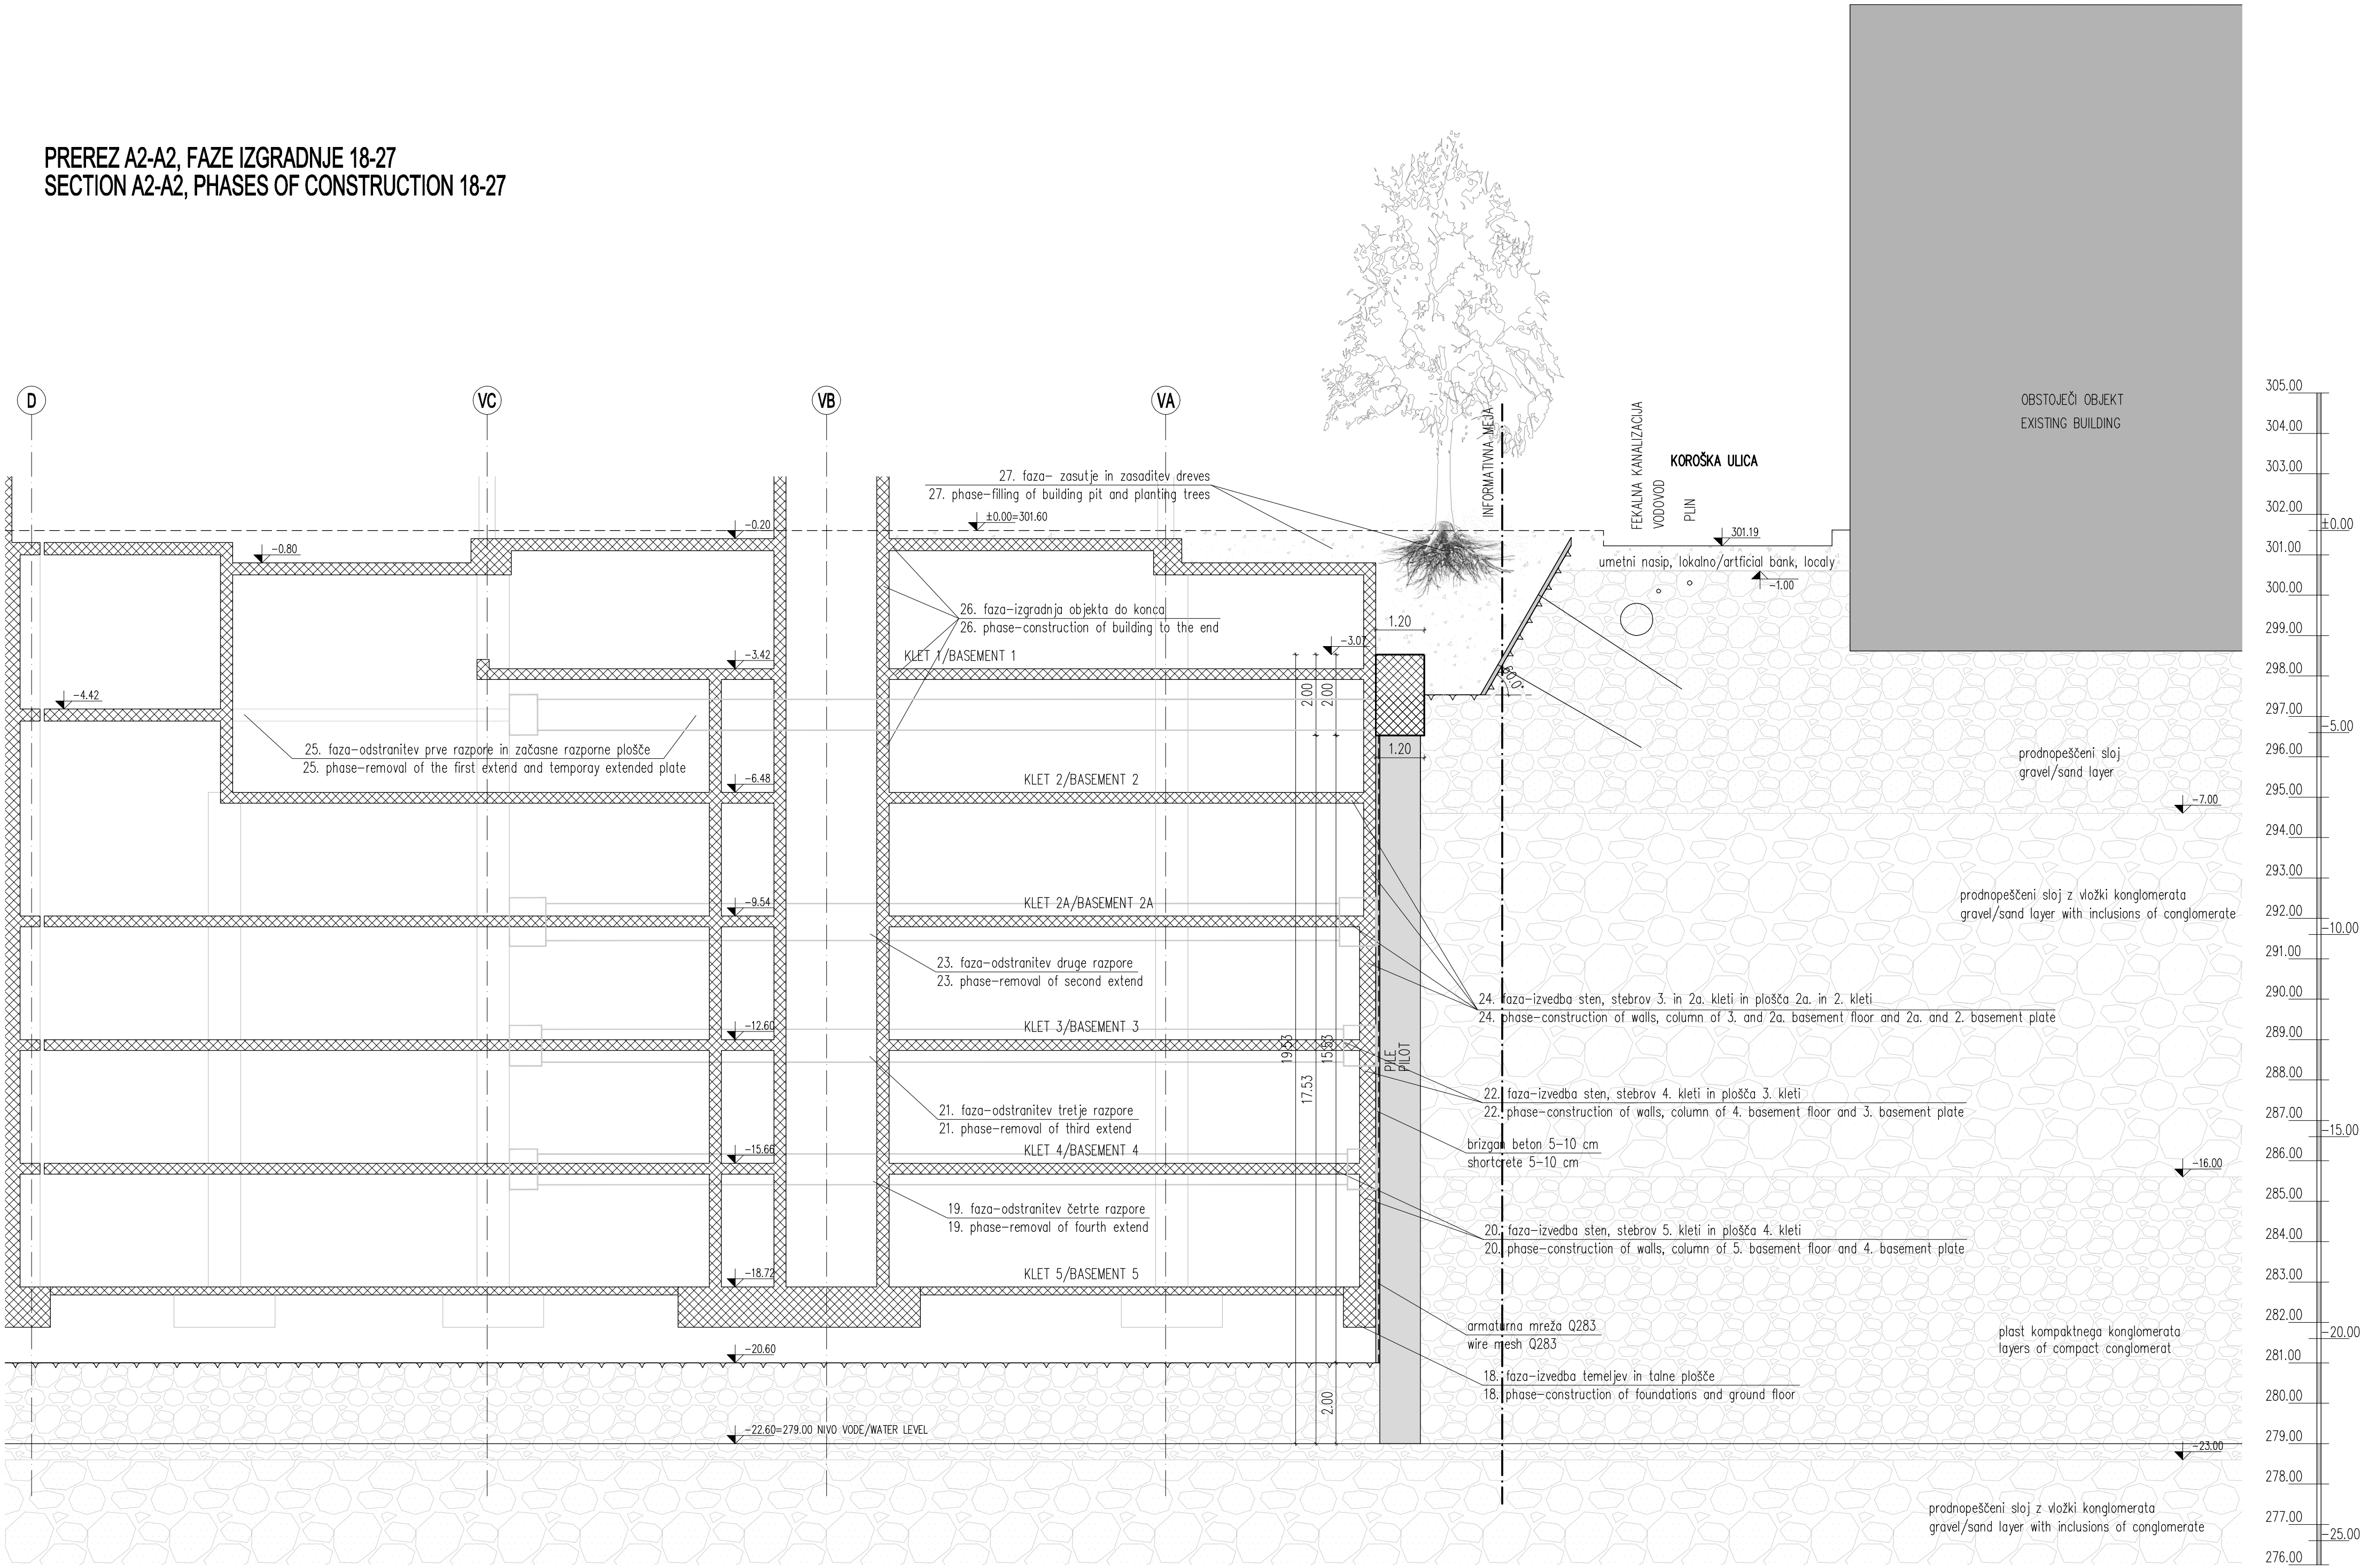 PREREZ A2-A2, FAZE IZGRADNJE 18-27
SECTION A2-A2, PHASES OF CONSTRUCTION 18-27
D
VC
VB
VA
INFORMATIVNA MEJA
FEKALNA KANALIZACIJA
VODOVOD
PLIN
KOROŠKA ULICA
OBSTOJEČI OBJEKT
EXISTING BUILDING
27. faza- zasutje in zasaditev dreves
27. phase-filling of building pit and planting trees
±0.00=301.60
-0.20
-0.80
301.19
umetni nasip, lokalno/artficial bank, localy
-1.00
26. faza-izgradnja objekta do konca
26. phase-construction of building to the end
1.20
-3.07
KLET 1/BASEMENT 1
-3.42
-4.42
60.0°
2.00
2.00
25. faza-odstranitev prve razpore in začasne razporne plošče
25. phase-removal of the first extend and temporay extended plate
1.20
prodnopeščeni sloj
gravel/sand layer
-6.48
KLET 2/BASEMENT 2
-7.00
prodnopeščeni sloj z vložki konglomerata
gravel/sand layer with inclusions of conglomerate
-9.54
KLET 2A/BASEMENT 2A
23. faza-odstranitev druge razpore
23. phase-removal of second extend
24. faza-izvedba sten, stebrov 3. in 2a. kleti in plošča 2a. in 2. kleti
24. phase-construction of walls, column of 3. and 2a. basement floor and 2a. and 2. basement plate
-12.60
KLET 3/BASEMENT 3
19.53
17.53
15.53
PILE
PILOT
22. faza-izvedba sten, stebrov 4. kleti in plošča 3. kleti
22. phase-construction of walls, column of 4. basement floor and 3. basement plate
21. faza-odstranitev tretje razpore
21. phase-removal of third extend
brizgan beton 5-10 cm
shortcrete 5-10 cm
-15.66
KLET 4/BASEMENT 4
-16.00
19. faza-odstranitev četrte razpore
19. phase-removal of fourth extend
20. faza-izvedba sten, stebrov 5. kleti in plošča 4. kleti
20. phase-construction of walls, column of 5. basement floor and 4. basement plate
-18.72
KLET 5/BASEMENT 5
armaturna mreža Q283
wire mesh Q283
plast kompaktnega konglomerata
layers of compact conglomerat
-20.60
18. faza-izvedba temeljev in talne plošče
18. phase-construction of foundations and ground floor
2.00
-22.60=279.00 NIVO VODE/WATER LEVEL
-23.00
prodnopeščeni sloj z vložki konglomerata
gravel/sand layer with inclusions of conglomerate
305.00
304.00
303.00
302.00
±0.00
301.00
300.00
299.00
298.00
297.00
-5.00
296.00
295.00
294.00
293.00
292.00
-10.00
291.00
290.00
289.00
288.00
287.00
-15.00
286.00
285.00
284.00
283.00
282.00
-20.00
281.00
280.00
279.00
278.00
277.00
-25.00
276.00